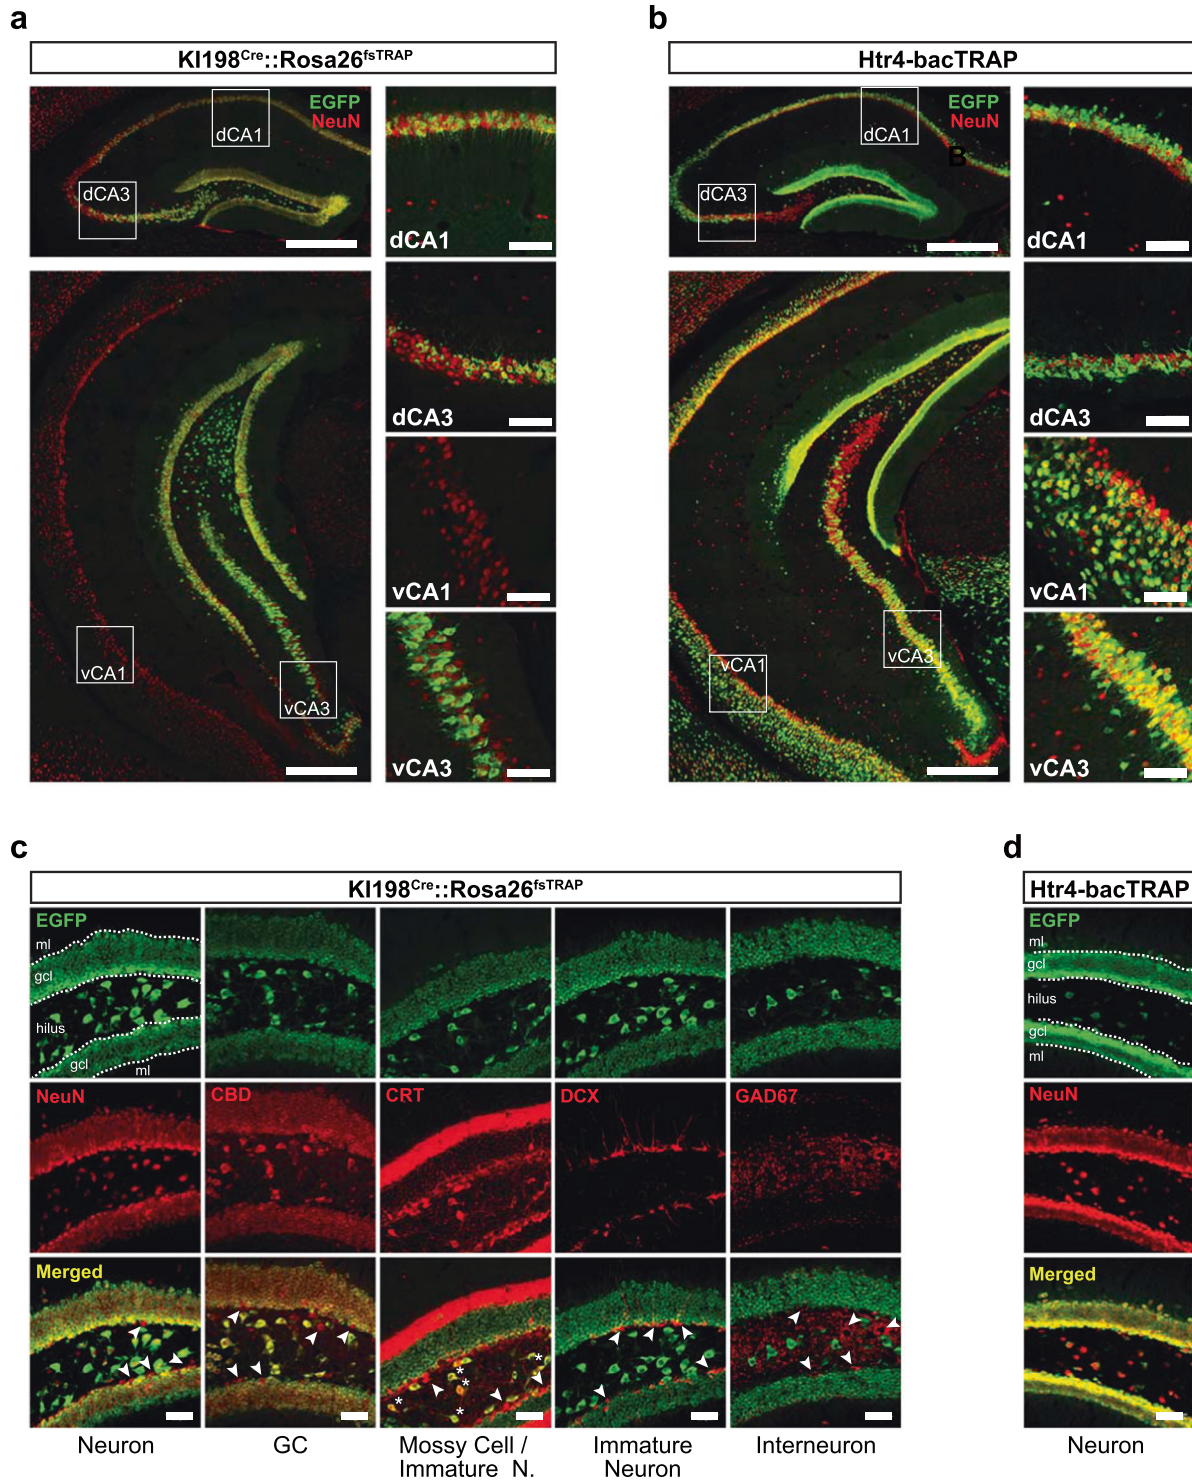 a
KI198Cre::Rosa26fsTRAP
EGFP
NeuN
dCA1
dCA3
dCA1
dCA3
vCA1
vCA1
vCA3
vCA3
b
Htr4-bacTRAP
EGFP
NeuN
dCA1
B
dCA3
dCA1
dCA3
vCA1
vCA3
vCA1
vCA3
c
KI198Cre::Rosa26fsTRAP
EGFP
ml
gcl
hilus
gcl
ml
NeuN
CBD
CRT
DCX
GAD67
Merged
* * * * *
Neuron
GC
Mossy Cell /
Immature N.
Immature
Neuron
Interneuron
d
Htr4-bacTRAP
EGFP
ml
gcl
hilus
gcl
ml
NeuN
Merged
Neuron